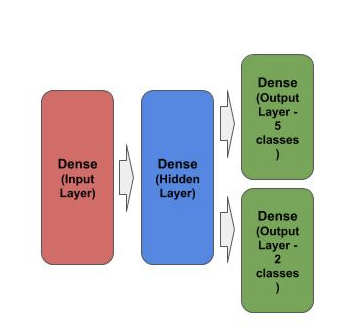 Dense
(Input
Layer)
Dense
(Hidden
Layer)
Dense
(Output
Layer -
5
classes
)
Dense
(Output
Layer -
2
classes
)